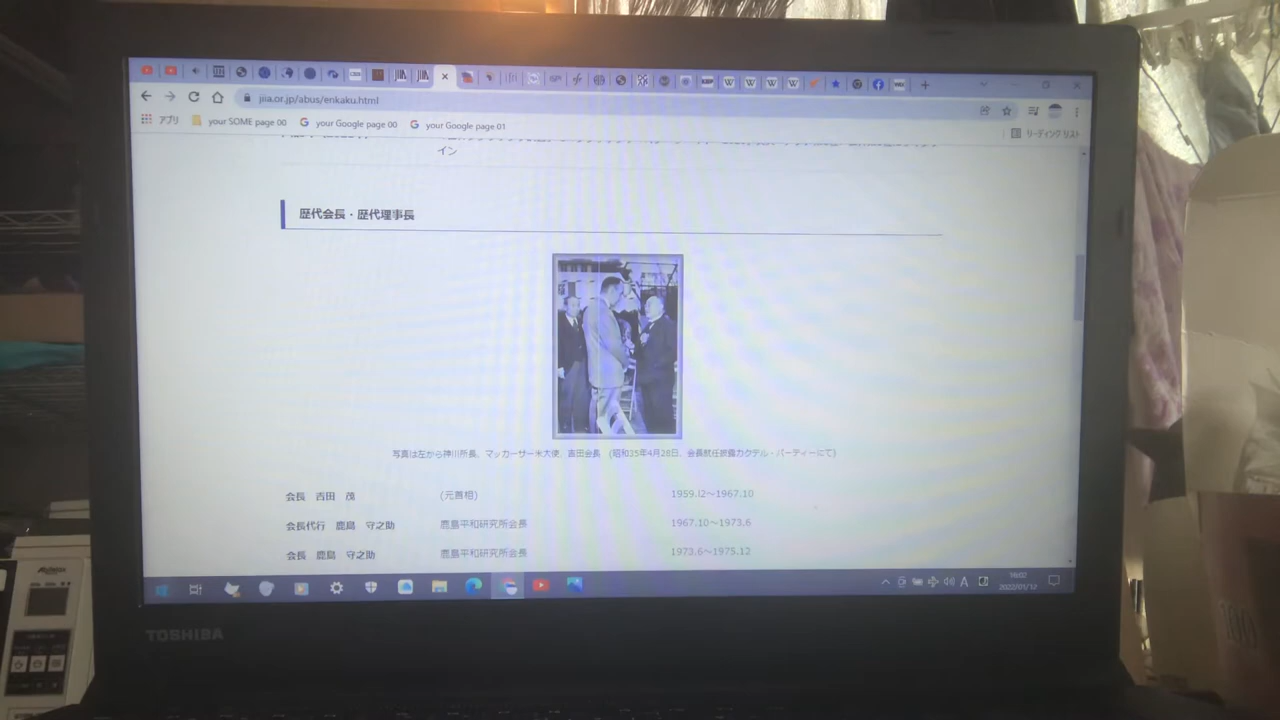 jiia.or.jp/abus/enkaku.html
アプリ your SOME page 00 your Google page 00 your Google page 01 リーディング リスト
イン
歴代会長・歴代理事長
写真は左から神川所長、マッカーサー米大使、吉田会長 (昭和35年4月28日、会長就任披露カクテル・パーティーにて)
会長 吉田 茂 (元首相) 1959.l2～1967.10
会長代行 鹿島 守之助 鹿島平和研究所会長 1967.10～1973.6
会長 鹿島 守之助 鹿島平和研究所会長 1973.6～1975.12
A
16:02
2022/01/12
TOSHIBA